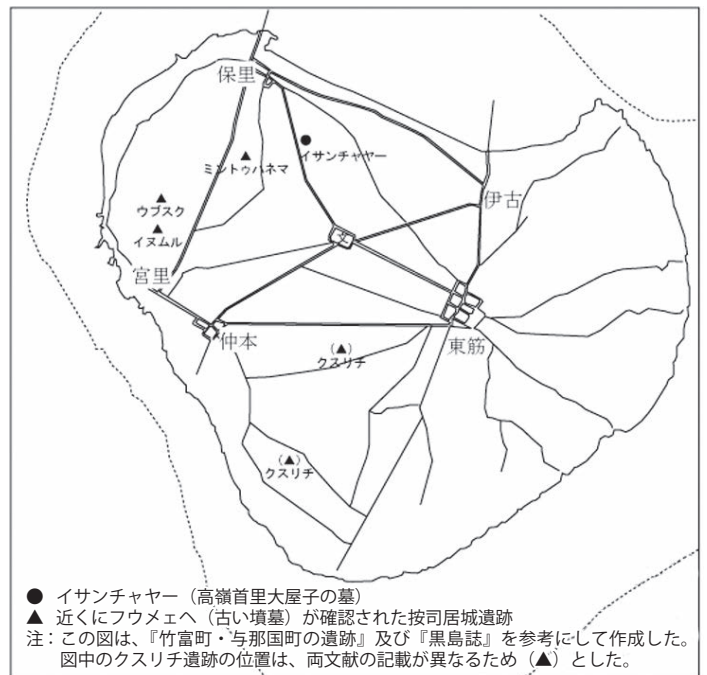 保里
イサンチャヤー
ミントゥハネマ
伊古
ウブスク
イヌムル
宮里
仲本
東筋
(▲)
クスリチ
(▲)
クスリチ
● イサンチャヤー（高嶺首里大屋子の墓）
▲ 近くにフウメェヘ（古い墳墓）が確認された按司居城遺跡
注：この図は、『竹富町・与那国町の遺跡』及び『黒島誌』を参考にして作成した。
図中のクスリチ遺跡の位置は、両文献の記載が異なるため（▲）とした。